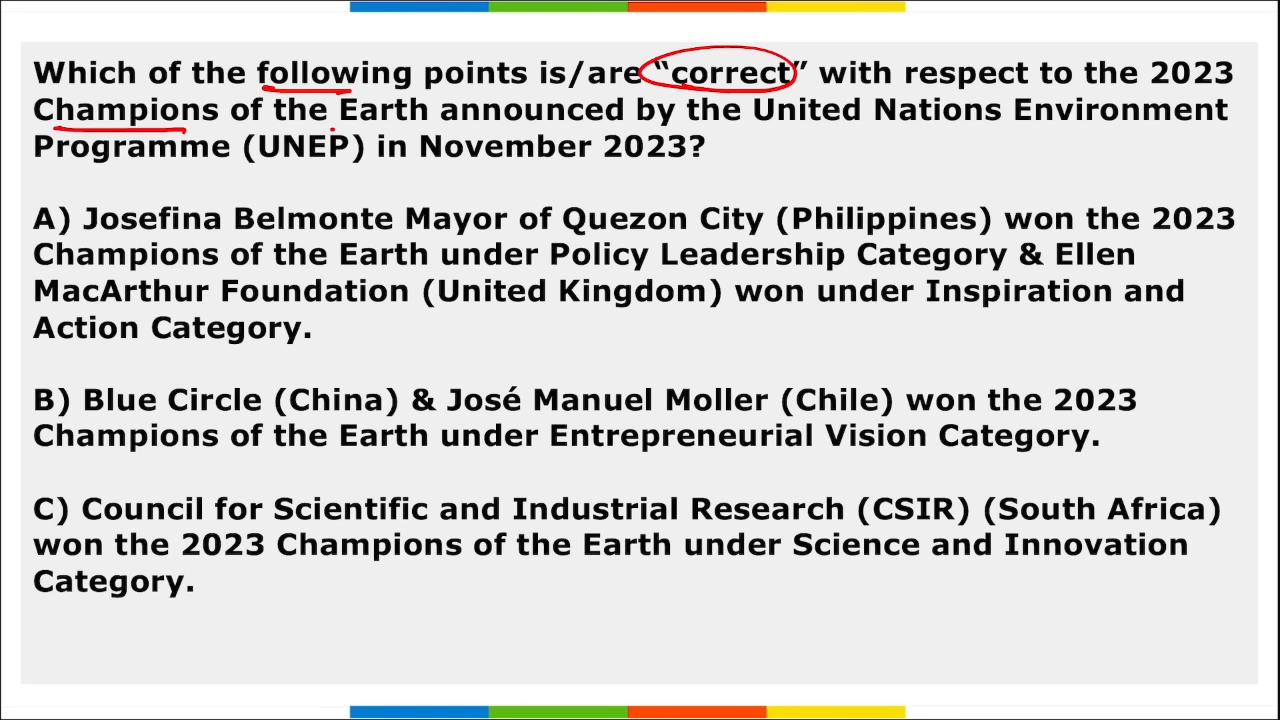 Which of the following points is/are “correct” with respect to the 2023
Champions of the Earth announced by the United Nations Environment
Programme (UNEP) in November 2023?
A) Josefina Belmonte Mayor of Quezon City (Philippines) won the 2023
Champions of the Earth under Policy Leadership Category & Ellen
MacArthur Foundation (United Kingdom) won under Inspiration and
Action Category.
B) Blue Circle (China) & José Manuel Moller (Chile) won the 2023
Champions of the Earth under Entrepreneurial Vision Category.
C) Council for Scientific and Industrial Research (CSIR) (South Africa)
won the 2023 Champions of the Earth under Science and Innovation
Category.